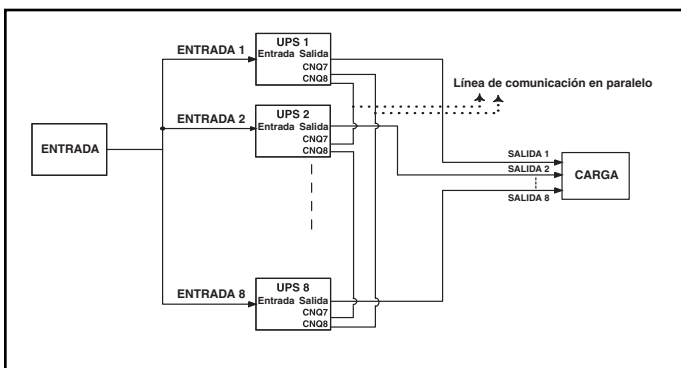 UPS 1
ENTRADA 1
Entrada Salida
CNQ7
CNQ8
Línea de comunicación en paralelo
UPS 2
ENTRADA 2
Entrada Salida
CNQ7
CNQ8
ENTRADA
SALIDA 1
SALIDA 2
SALIDA 8
CARGA
UPS 8
ENTRADA 8
Entrada Salida
CNQ7
CNQ8